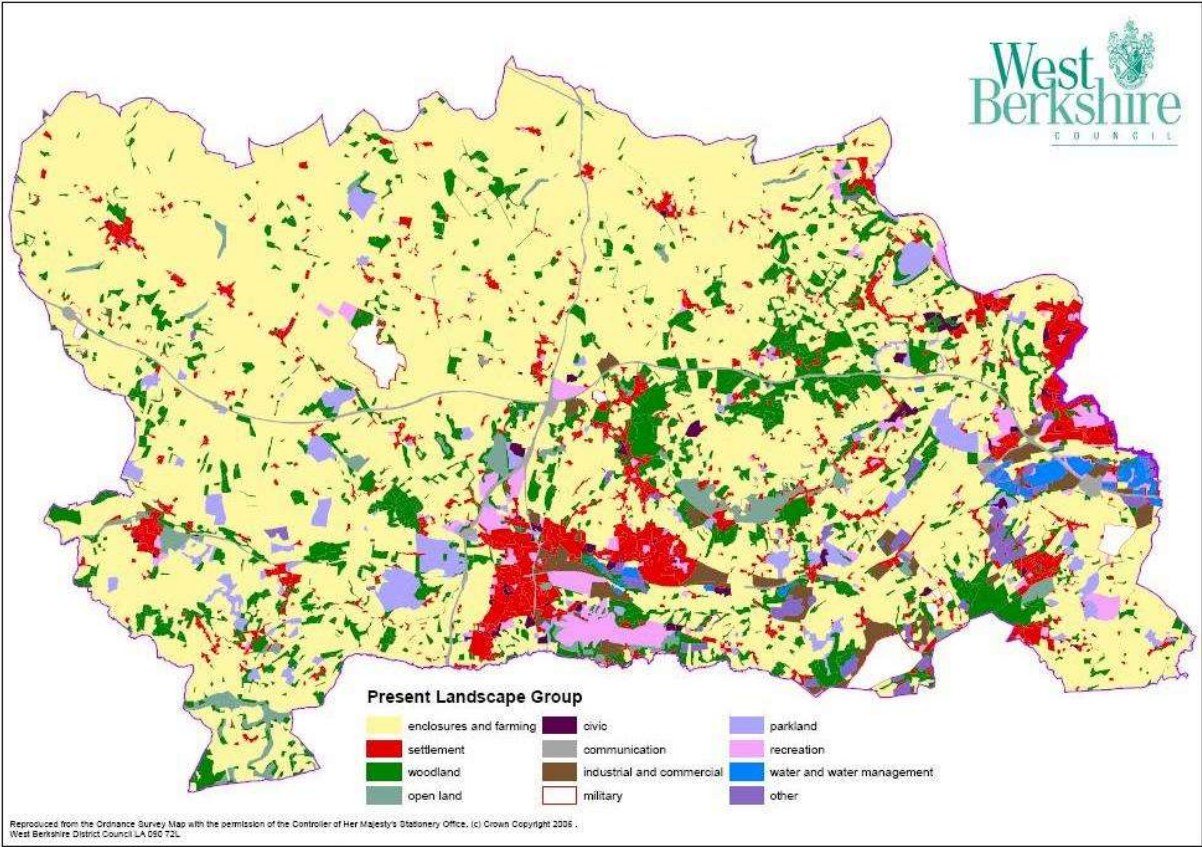 West
Berkshire
COUNCIL
Present Landscape Group
enclosures and farming
settlement
woodland
open land
civic
communication
industrial and commercial
military
parkland
recreation
water and water management
other
Reproduced from the Ordnance Survey Map with the permission of the Controller of Her Majesty's Stationery Office. (c) Crown Copyright 2006 .
West Berkshire District Council LA 090 72L